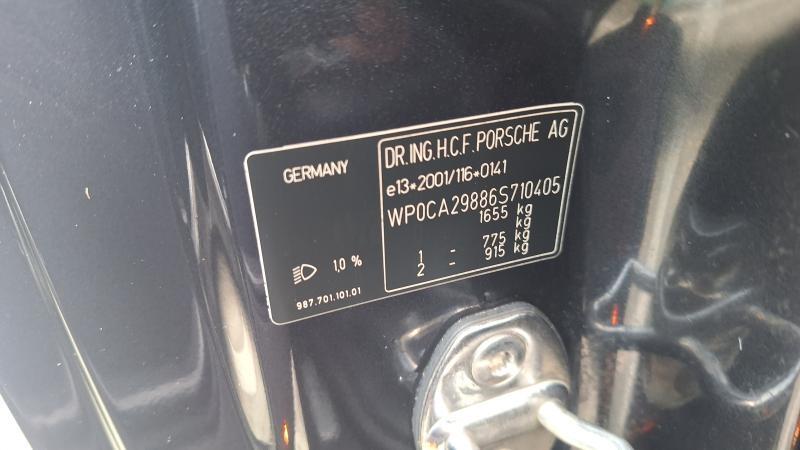 GERMANY
1,0 %
987.701.101.01
DR.ING.H.C.F.PORSCHE AG
e13*2001/116*0141
WP0CA29886S710405
1655 kg
kg
1 - 775 kg
2 - 915 kg